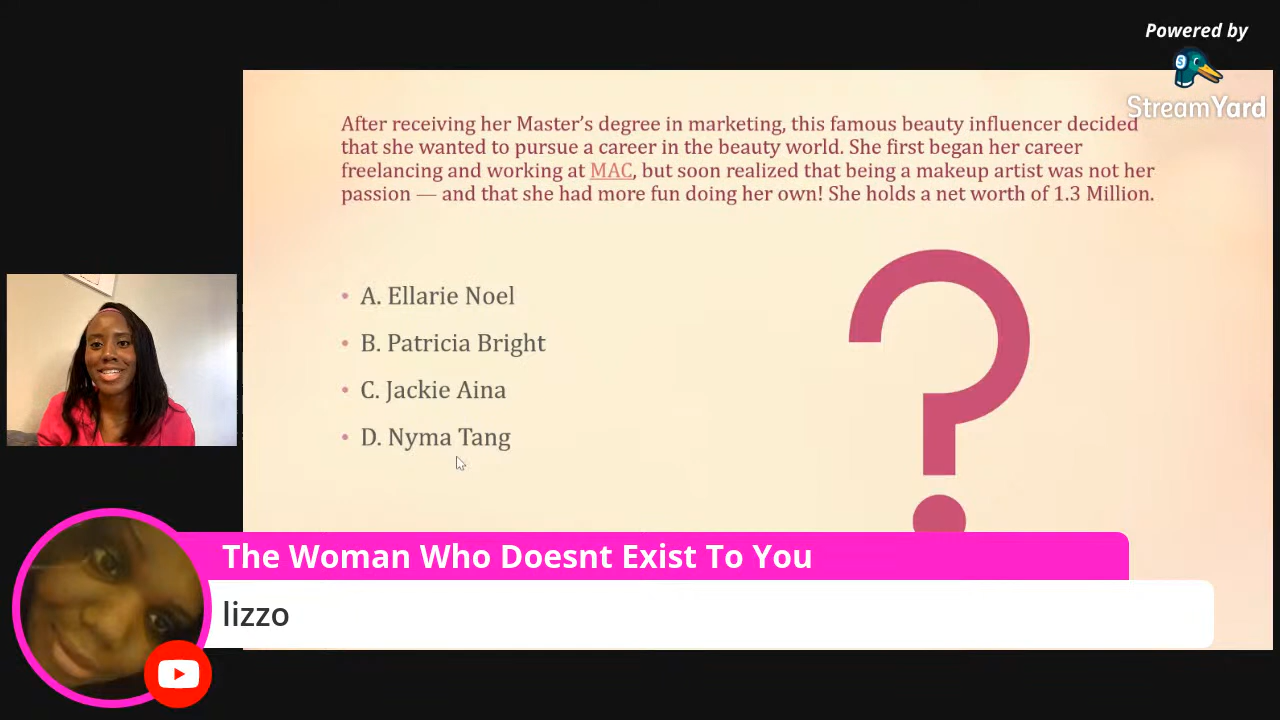 Powered by
StreamYard
After receiving her Master's degree in marketing, this famous beauty influencer decided
that she wanted to pursue a career in the beauty world. She first began her career
freelancing and working at MAC, but soon realized that being a makeup artist was not her
passion — and that she had more fun doing her own! She holds a net worth of 1.3 Million.
• A. Ellarie Noel
• B. Patricia Bright
• C. Jackie Aina
• D. Nyma Tang
?
The Woman Who Doesnt Exist To You
lizzo